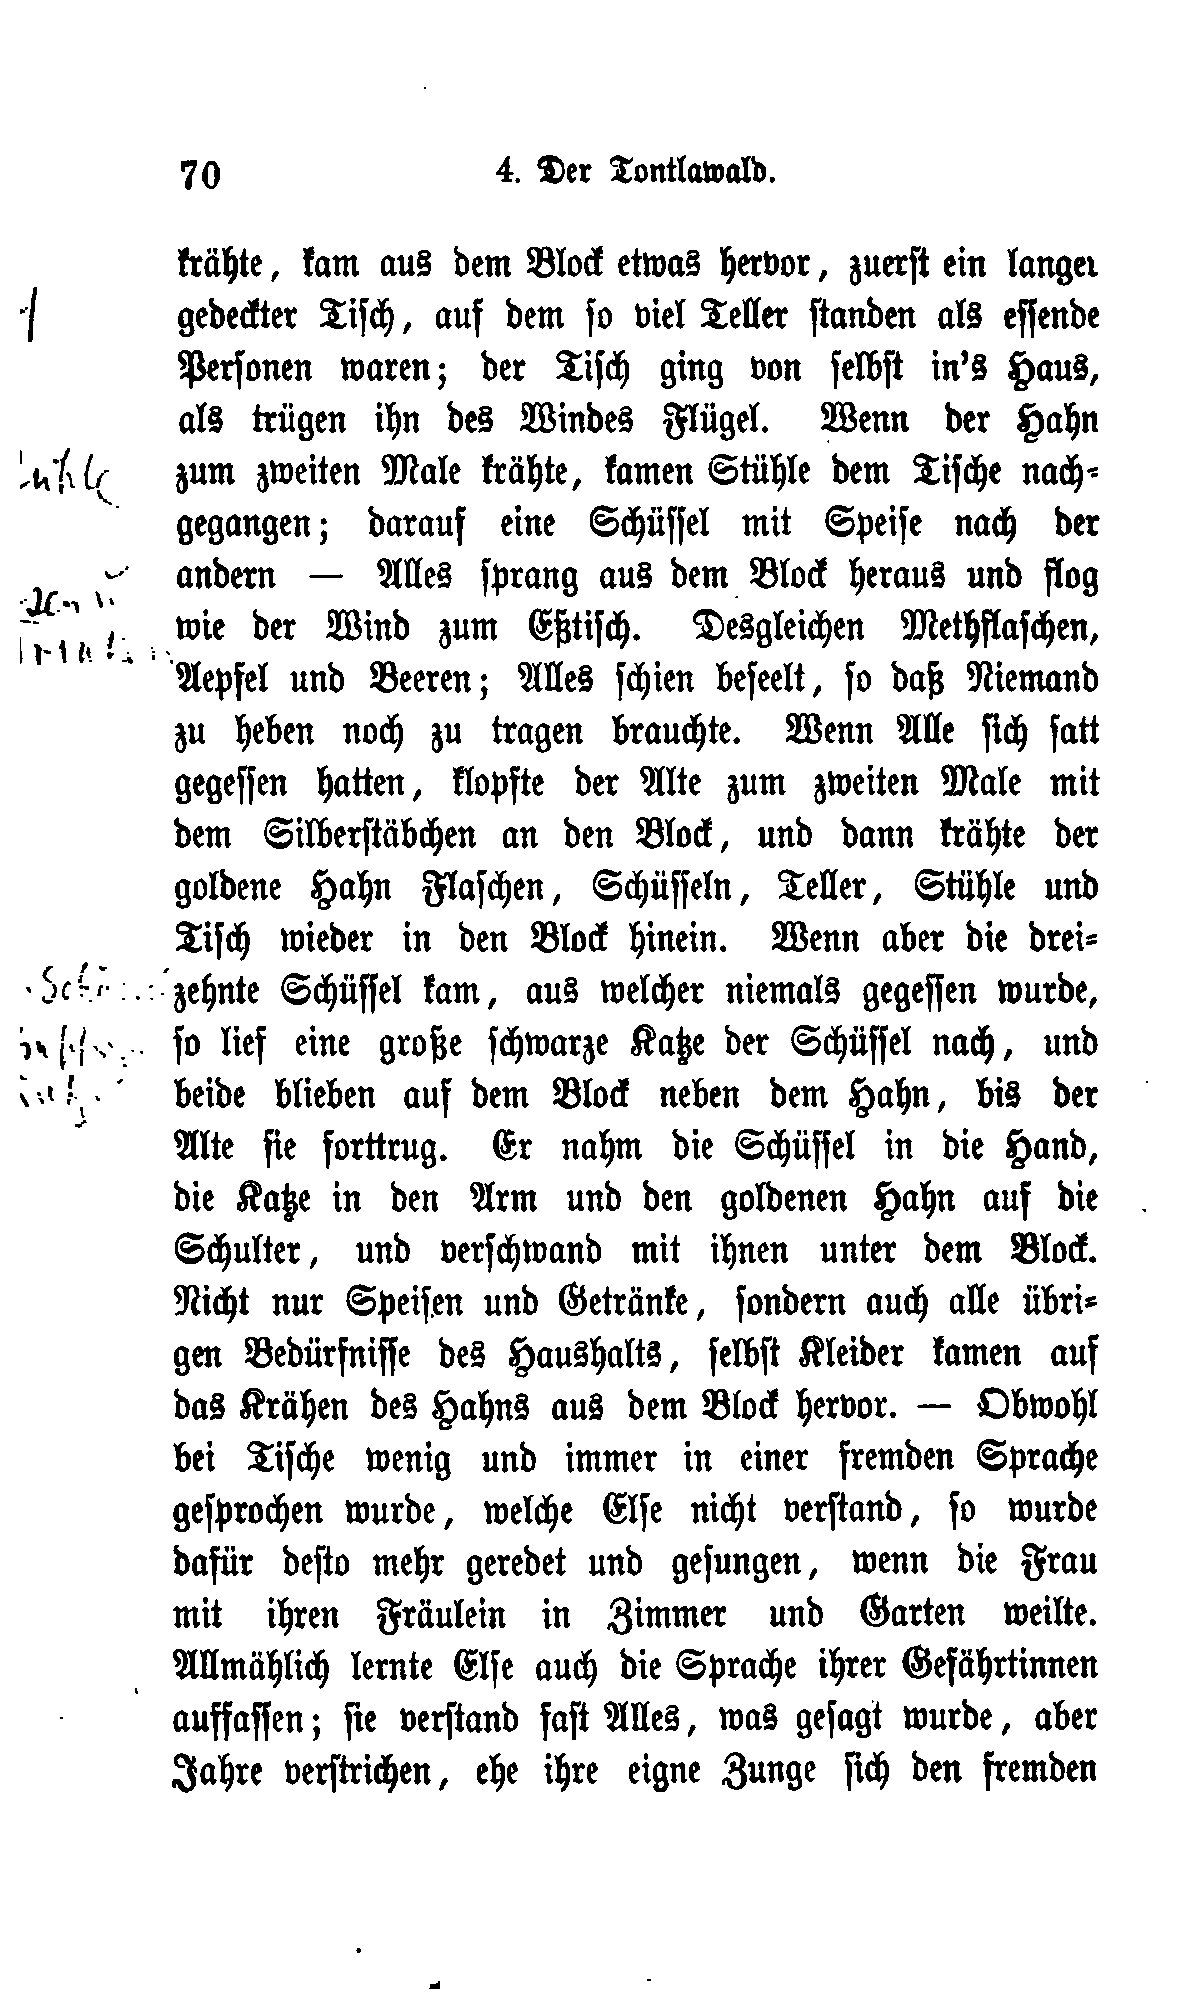 70 4. Der Tontlawald.
krähte, kam aus dem Block etwas hervor, zuerst ein langer
gedeckter Tisch, auf dem so viel Teller standen als essende
Personen waren; der Tisch ging von selbst in's Haus,
als trügen ihn des Windes Flügel. Wenn der Hahn
zum zweiten Male krähte, kamen Stühle dem Tische nach-
gegangen; darauf eine Schüssel mit Speise nach der
andern — Alles sprang aus dem Block heraus und flog
wie der Wind zum Eßtisch. Desgleichen Methflaschen,
Aepfel und Beeren; Alles schien beseelt, so daß Niemand
zu heben noch zu tragen brauchte. Wenn Alle sich satt
gegessen hatten, klopfte der Alte zum zweiten Male mit
dem Silberstäbchen an den Block, und dann krähte der
goldene Hahn Flaschen, Schüsseln, Teller, Stühle und
Tisch wieder in den Block hinein. Wenn aber die drei-
zehnte Schüssel kam, aus welcher niemals gegessen wurde,
so lief eine große schwarze Katze der Schüssel nach, und
beide blieben auf dem Block neben dem Hahn, bis der
Alte sie forttrug. Er nahm die Schüssel in die Hand,
die Katze in den Arm und den goldenen Hahn auf die
Schulter, und verschwand mit ihnen unter dem Block.
Nicht nur Speisen und Getränke, sondern auch alle übri-
gen Bedürfnisse des Haushalts, selbst Kleider kamen auf
das Krähen des Hahns aus dem Block hervor. — Obwohl
bei Tische wenig und immer in einer fremden Sprache
gesprochen wurde, welche Else nicht verstand, so wurde
dafür desto mehr geredet und gesungen, wenn die Frau
mit ihren Fräulein in Zimmer und Garten weilte.
Allmählich lernte Else auch die Sprache ihrer Gefährtinnen
auffassen; sie verstand fast Alles, was gesagt wurde, aber
Jahre verstrichen, ehe ihre eigne Zunge sich den fremden